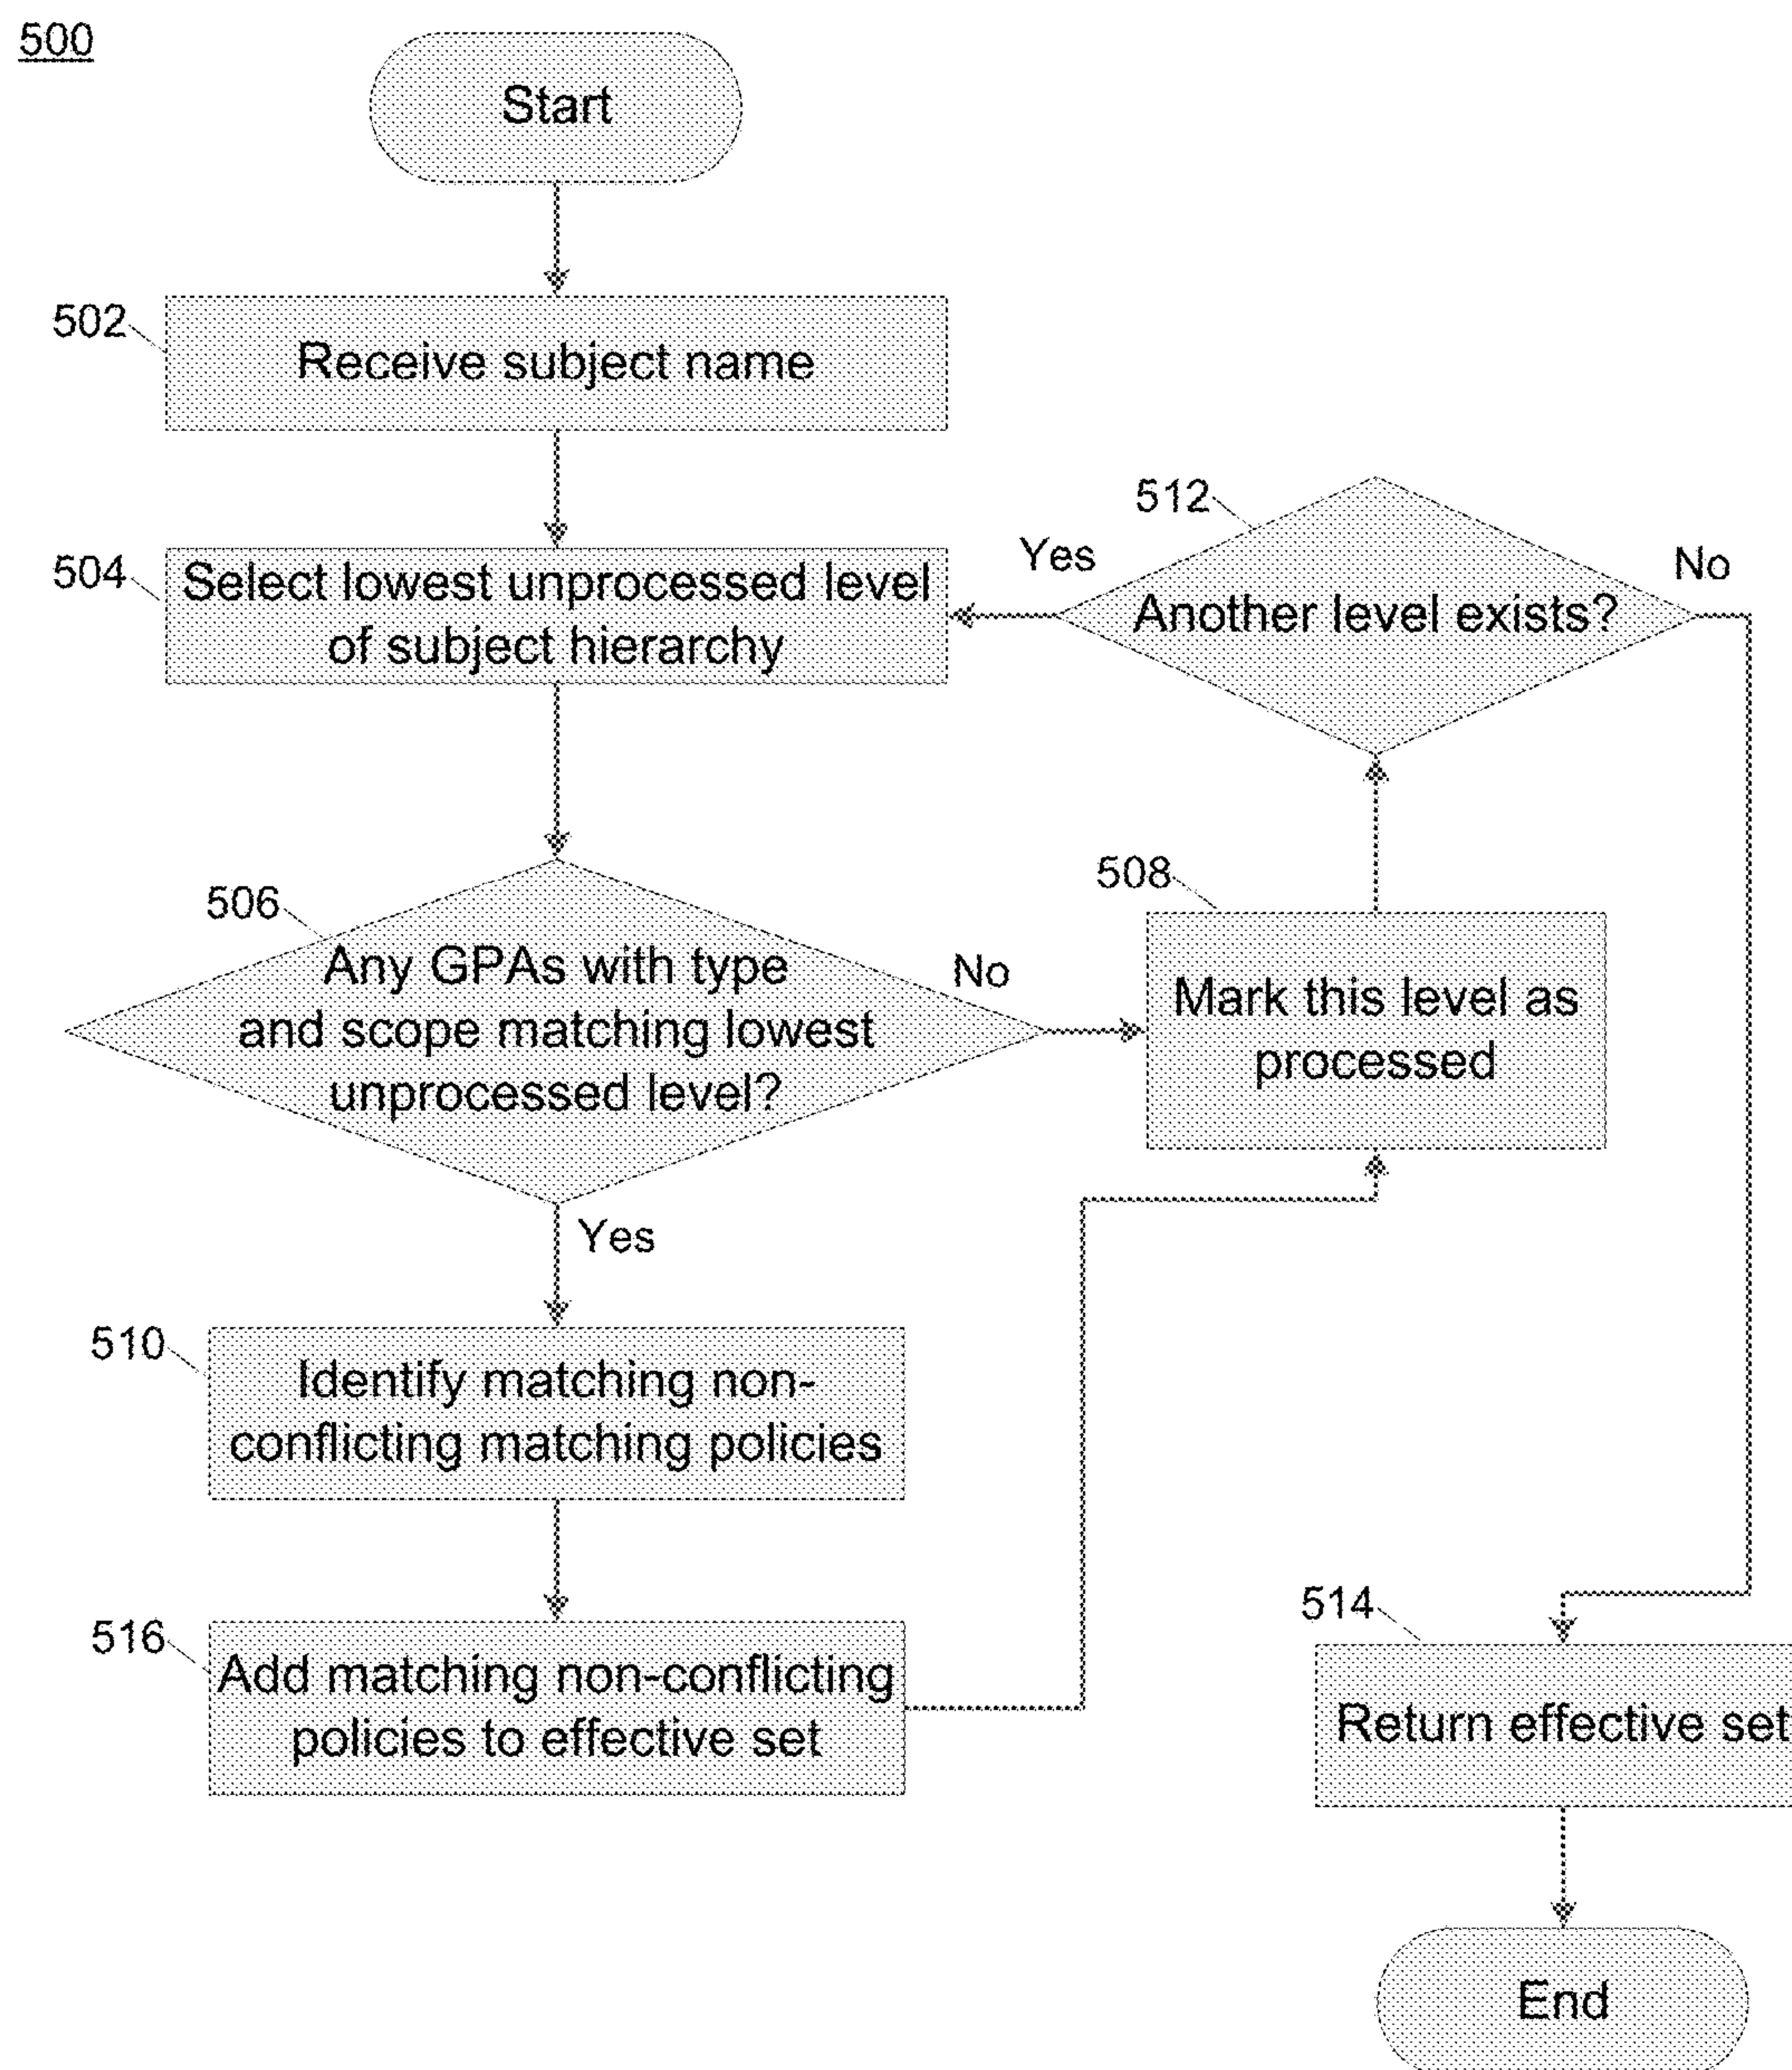 500
Start
502
Receive subject name
504
Select lowest unprocessed level
of subject hierarchy
512
Yes
No
Another level exists?
506
Any GPAs with type
and scope matching lowest
unprocessed level?
No
Yes
508
Mark this level as
processed
510
Identify matching non-
conflicting matching policies
516
Add matching non-conflicting
policies to effective set
514
Return effective set
End